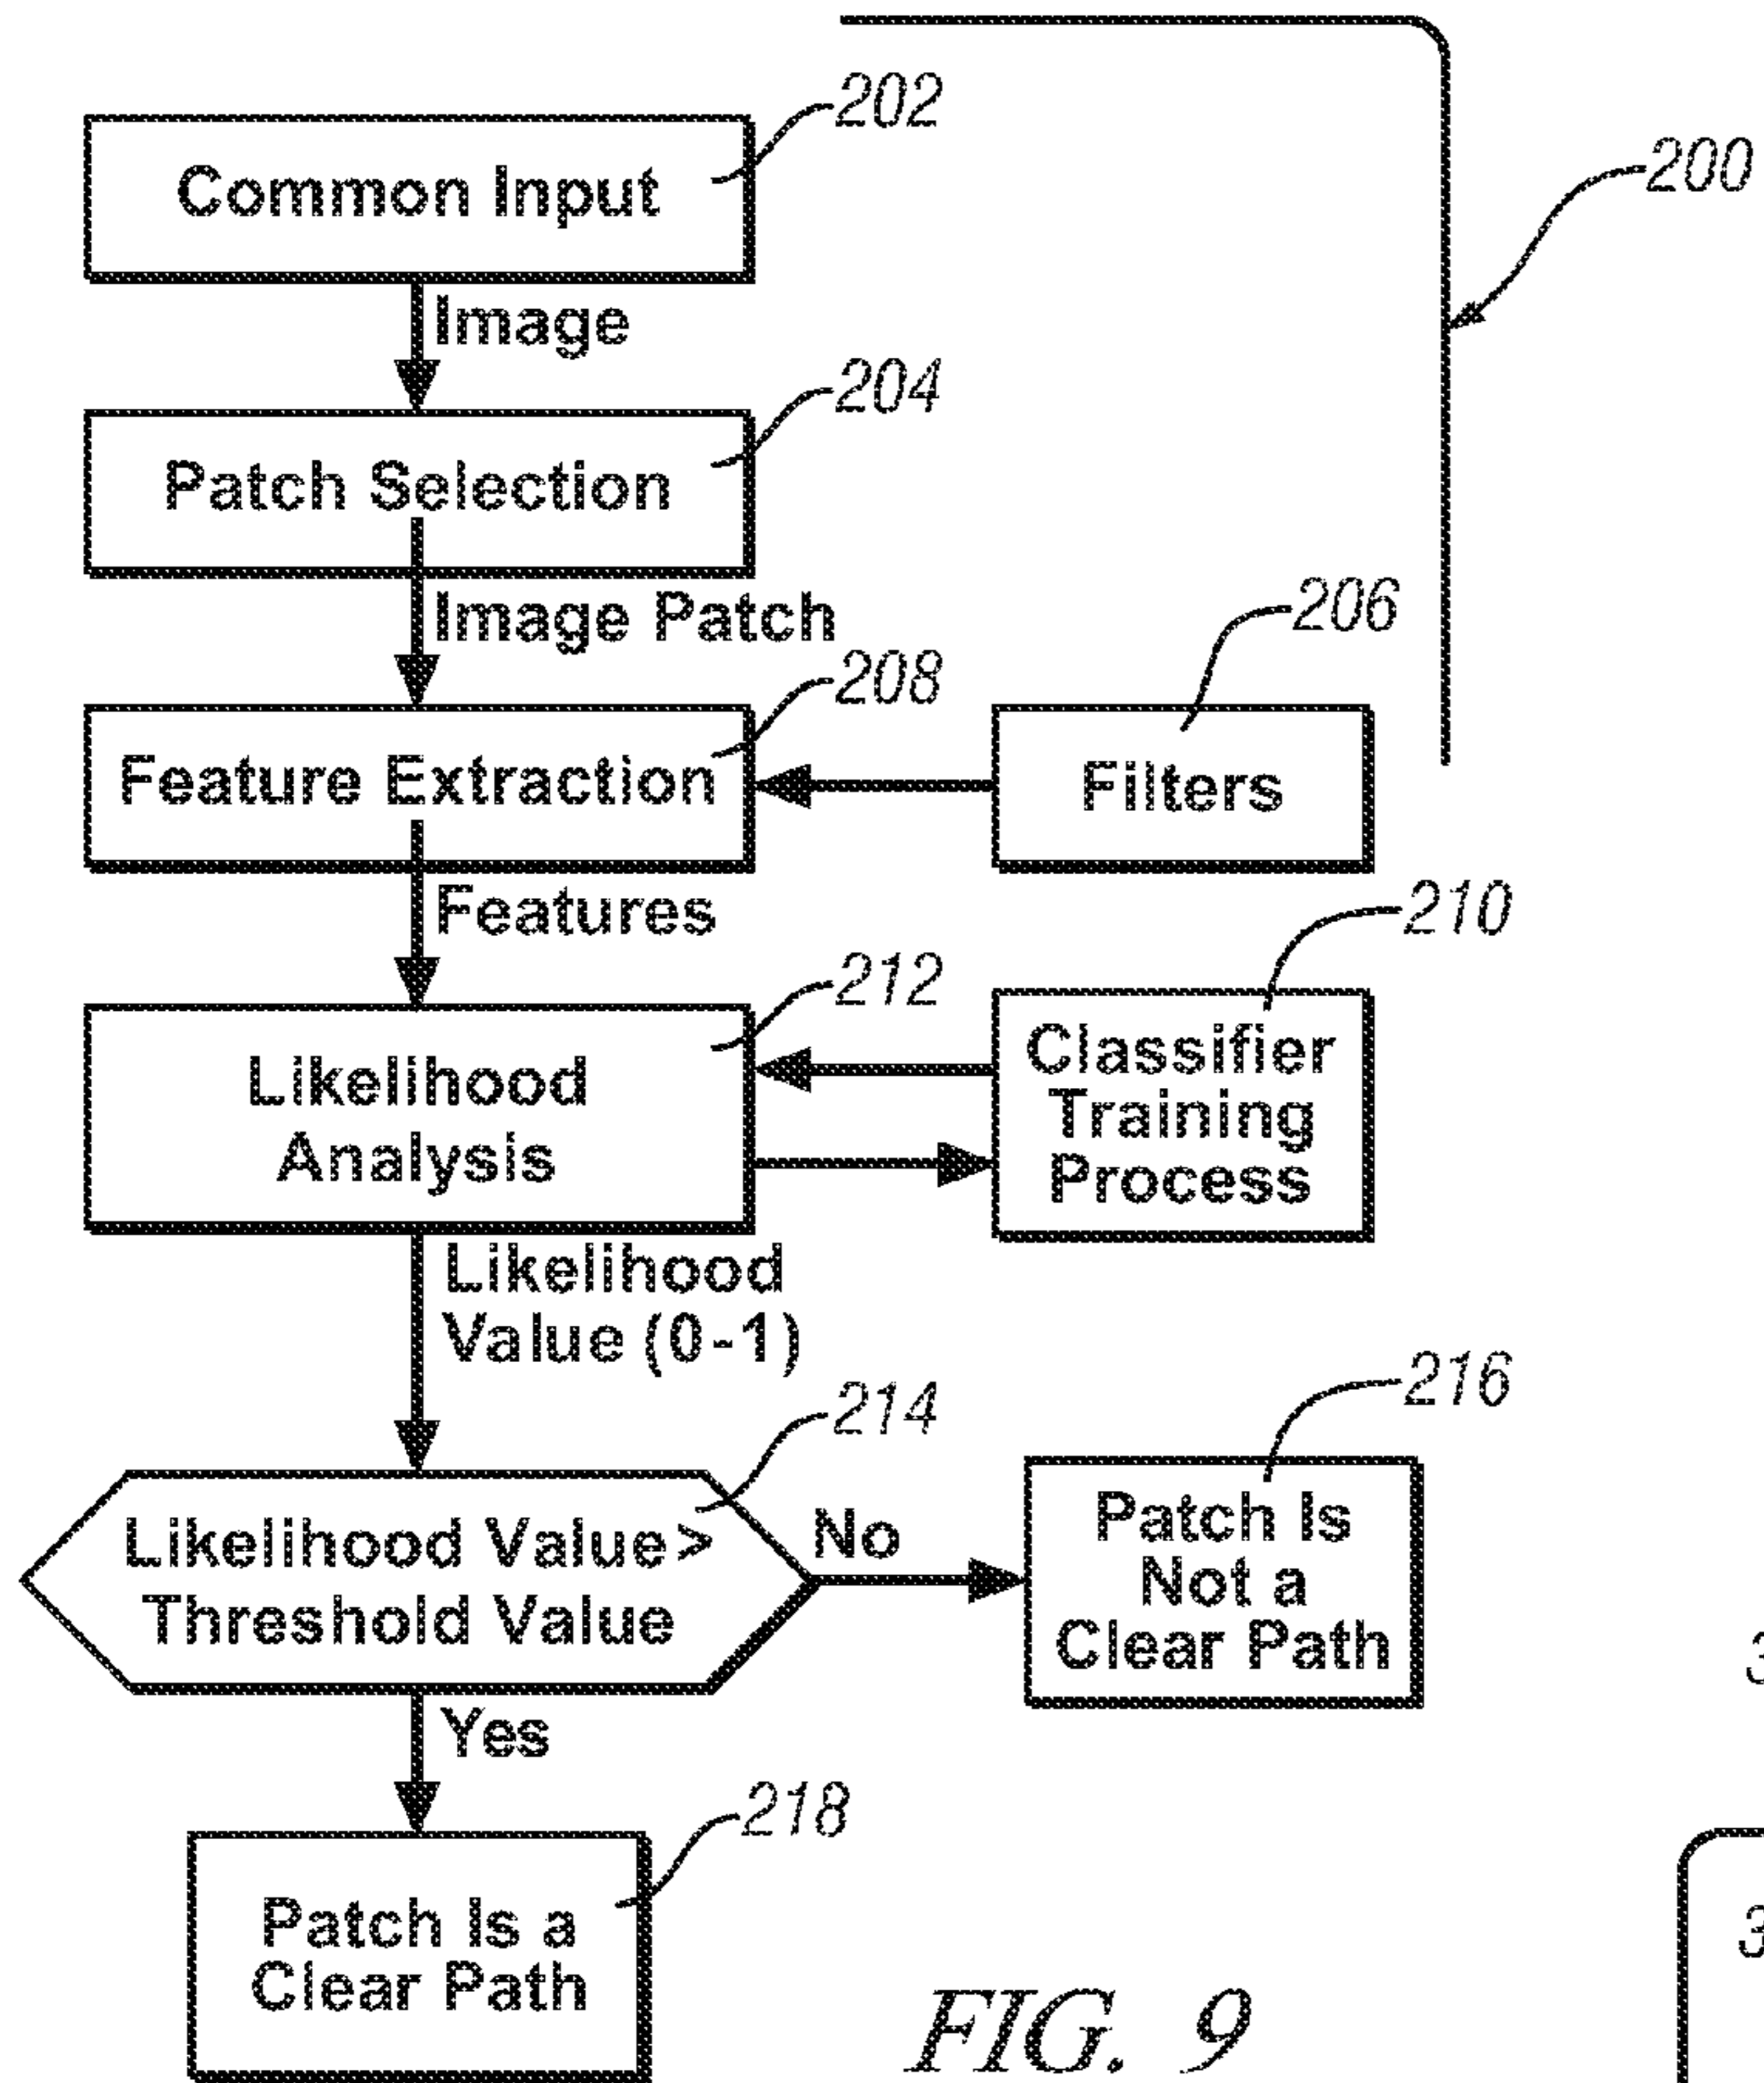 202
Common Input
200
Image
204
Patch Selection
Image Patch
206
208
Feature Extraction
Filters
Features
210
212
Likelihood
Analysis
Classifier
Training
Process
Likelihood
Value (0-1)
214
216
Likelihood Value >
Threshold Value
No
Patch Is
Not a
Clear Path
Yes
218
Patch Is a
Clear Path
FIG. 9